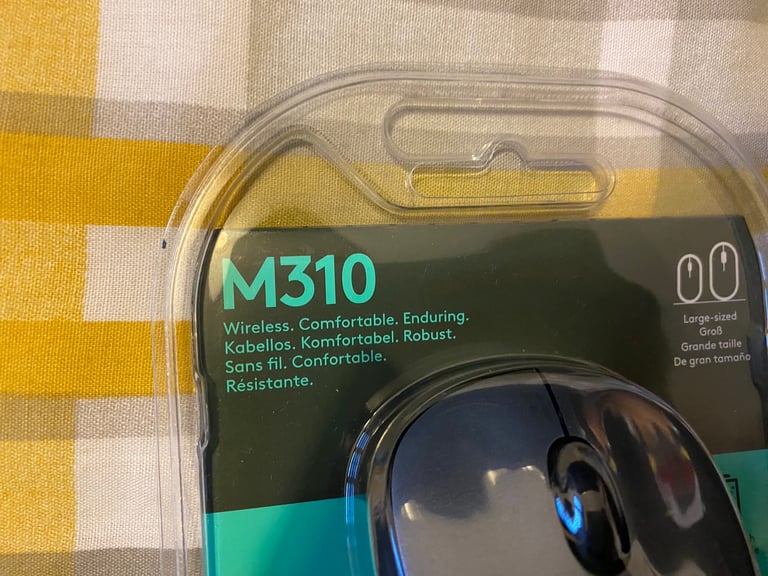 M310
Wireless. Comfortable. Enduring.
Kabellos. Komfortabel. Robust.
Sans fil. Confortable.
Résistante.
Large-sized
Groß
Grande taille
De gran tamaño